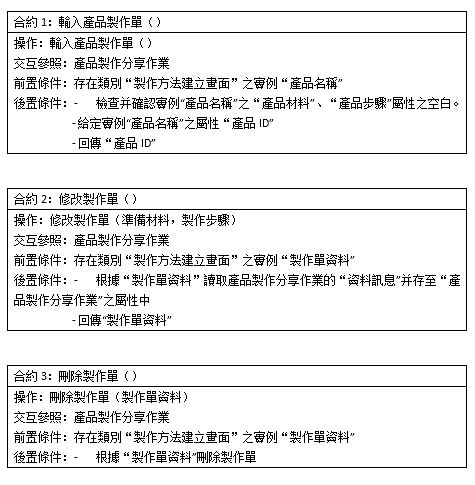 合約 1：輸入產品製作單（）
操作：輸入產品製作單（）
交互參照：產品製作分享作業
前置條件：存在類別“製作方法建立畫面”之實例“產品名稱”
後置條件：- 檢查并確認實例“產品名稱”之“產品材料”、“產品步驟”屬性之空白。
-給定實例“產品名稱”之屬性“產品 ID”
-回傳“產品 ID”
合約 2：修改製作單（）
操作：修改製作單（準備材料，製作步驟）
交互參照：產品製作分享作業
前置條件：存在類別“製作方法建立畫面”之實例“製作單資料”
後置條件：- 根據“製作單資料”讀取產品製作分享作業的“資料訊息”并存至“產
品製作分享作業”之屬性中
-回傳“製作單資料”
合約 3：刪除製作單（）
操作：刪除製作單（製作單資料）
交互參照：產品製作分享作業
前置條件：存在類別“製作方法建立畫面”之實例“製作單資料”
後置條件：- 根據“製作單資料”刪除製作單